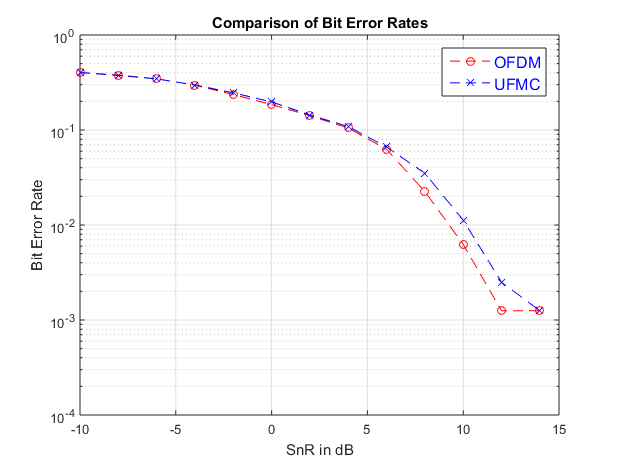 Comparison of Bit Error Rates
OFDM
UFMC
Bit Error Rate
10^0
10^-1
10^-2
10^-3
10^-4
-10 -5 0 5 10 15
SnR in dB